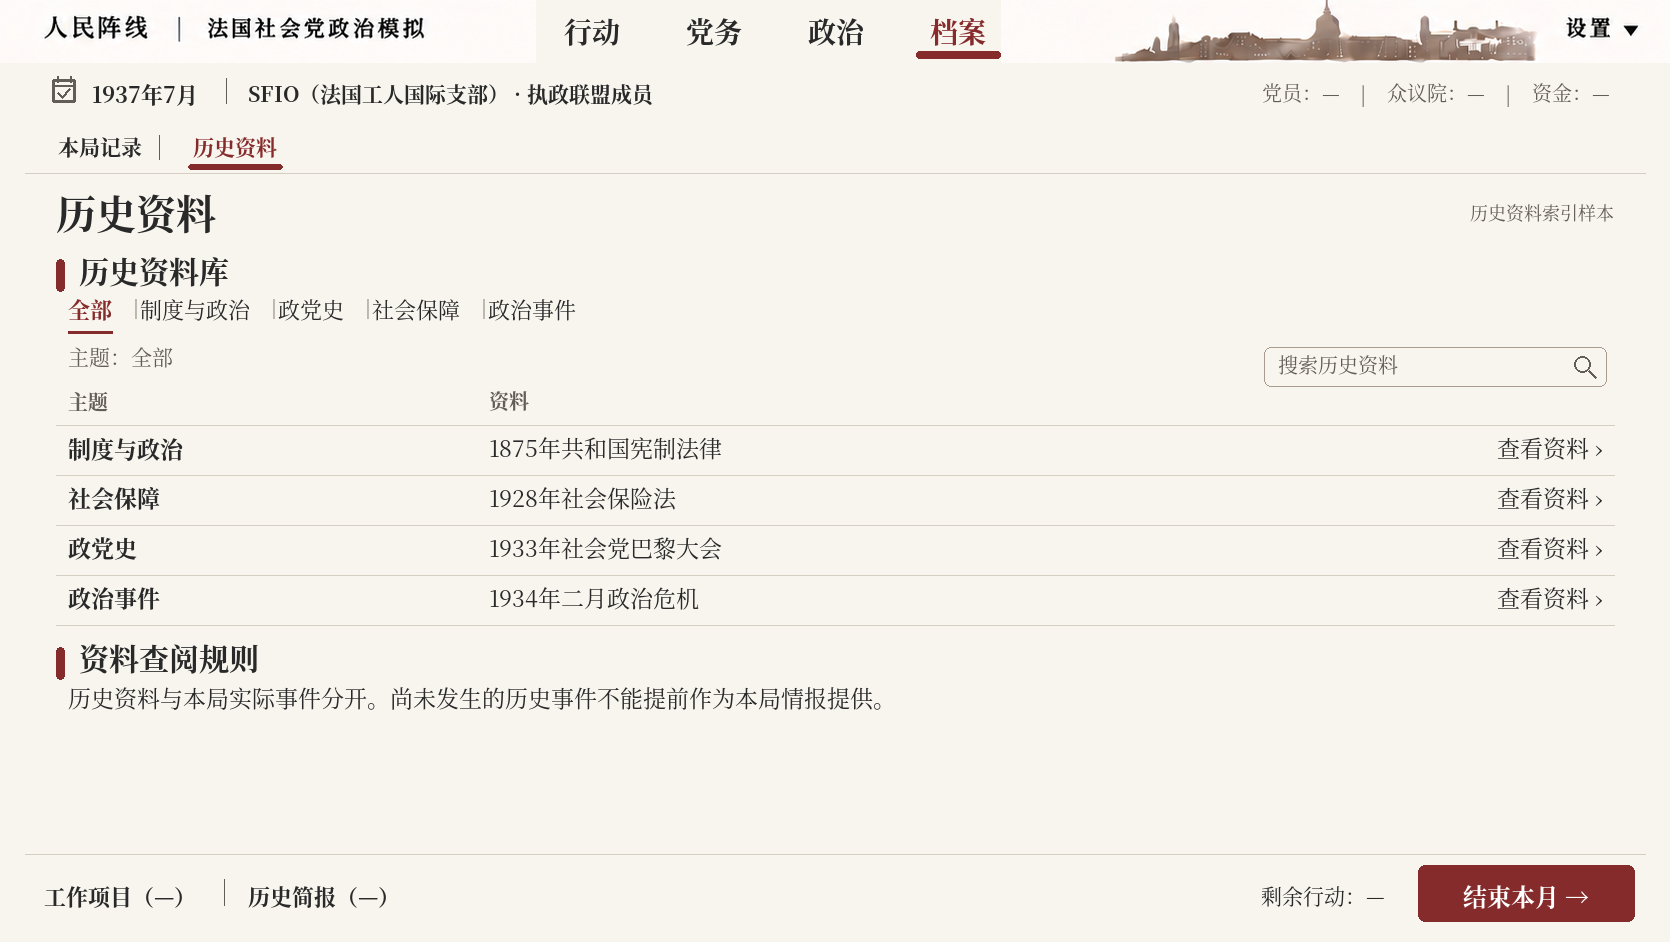 人民阵线 | 法国社会党政治模拟 行动 党务 政治 档案 设置 ▼
1937年7月 | SFIO（法国工人国际支部）· 执政联盟成员 党员：— | 众议院：— | 资金：—
本局记录 | 历史资料
历史资料 历史资料索引样本
历史资料库
全部 |制度与政治 |政党史 |社会保障 |政治事件
主题：全部 搜索历史资料
主题 资料
制度与政治 1875年共和国宪制法律 查看资料 ›
社会保障 1928年社会保险法 查看资料 ›
政党史 1933年社会党巴黎大会 查看资料 ›
政治事件 1934年二月政治危机 查看资料 ›
资料查阅规则
历史资料与本局实际事件分开。尚未发生的历史事件不能提前作为本局情报提供。
工作项目（—） | 历史简报（—） 剩余行动：— 结束本月 →